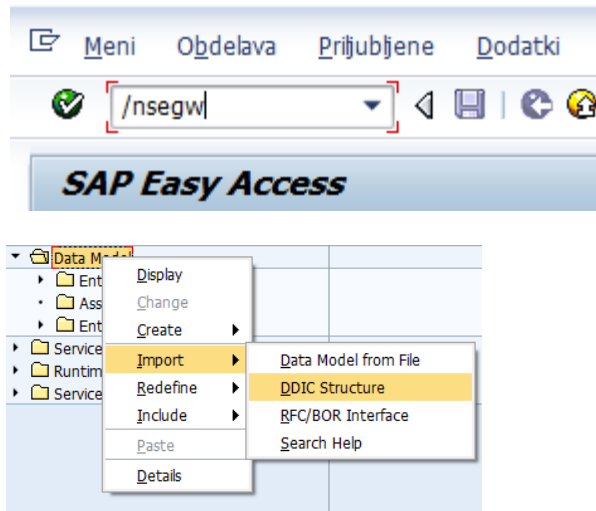 Meni Obdelava Priljubljene Dodatki
/nsegw
SAP Easy Access
Data Model
Ent
Ass
Ent
Service
Runtim
Service
Display
Change
Create
Import
Redefine
Include
Paste
Details
Data Model from File
DDIC Structure
RFC/BOR Interface
Search Help